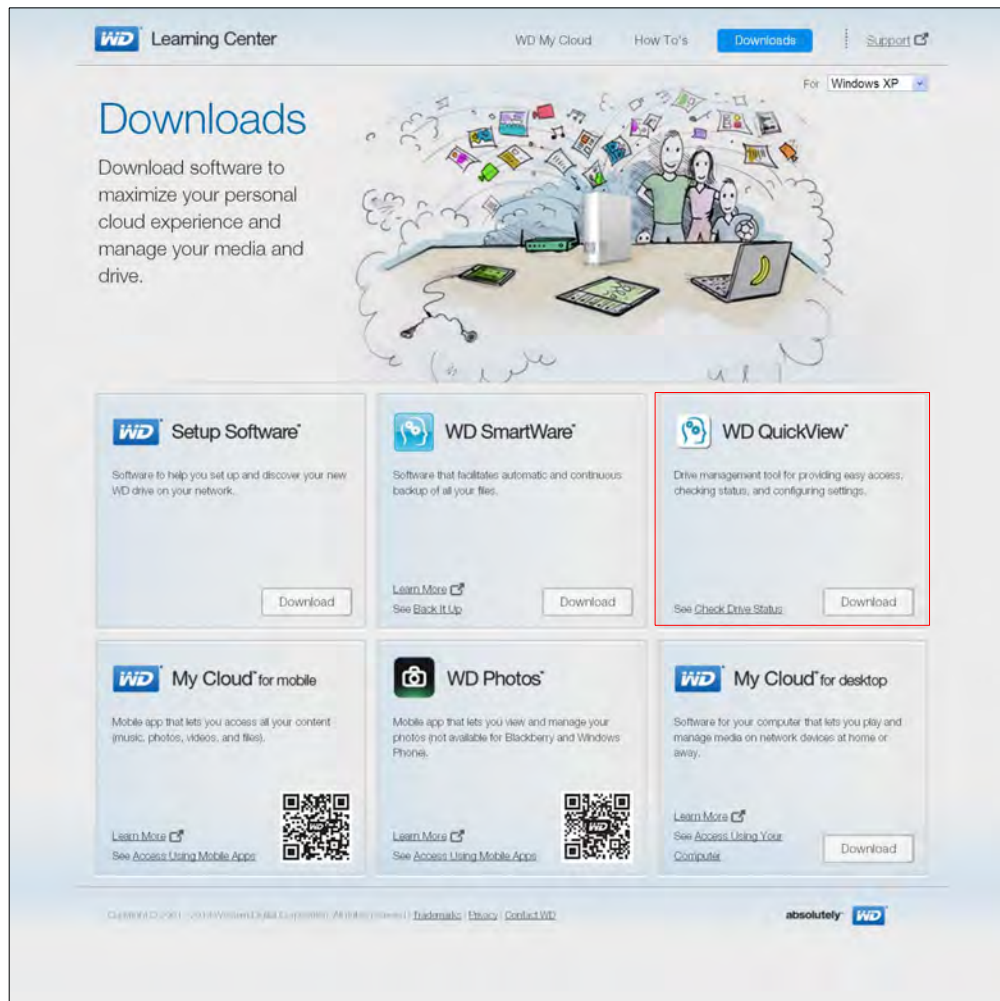 WD Learning Center
WD My Cloud
How To's
Downloads
Support
For Windows XP
Downloads
Download software to
maximize your personal
cloud experience and
manage your media and
drive.
WD Setup Software
Software to help you set up and discover your new
WD drive on your network.
Download
WD SmartWare
Software that facilitates automatic and continuous
backup of all your files.
Learn More
See Back It Up
Download
WD QuickView
Drive management tool for providing easy access,
checking status, and configuring settings.
See Check Drive Status
Download
WD My Cloud for mobile
Mobile app that lets you access all your content
(music, photos, videos, and files).
Learn More
See Access Using Mobile Apps
WD
WD Photos
Mobile app that lets you view and manage your
photos (not available for Blackberry and Windows
Phone).
Learn More
See Access Using Mobile Apps
WD
WD My Cloud for desktop
Software for your computer that lets you play and
manage media on network devices at home or
away.
Learn More
See Access Using Your
Computer
Download
Western Digital Corporation. All rights reserved | Trademarks | Privacy | Contact WD
absolutely WD